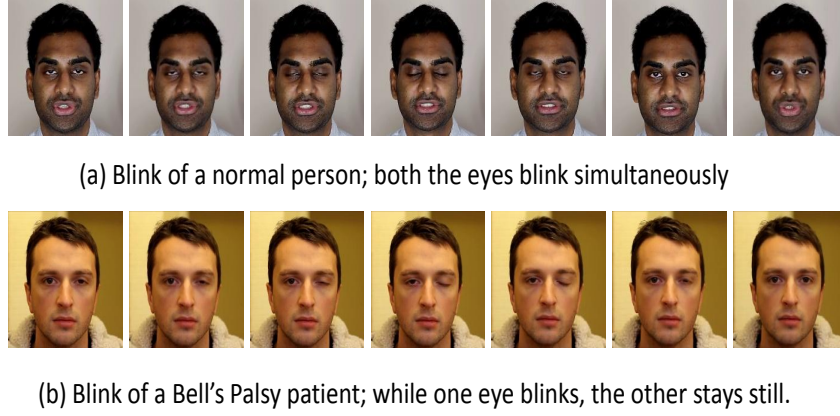 (a) Blink of a normal person; both the eyes blink simultaneously
(b) Blink of a Bell’s Palsy patient; while one eye blinks, the other stays still.